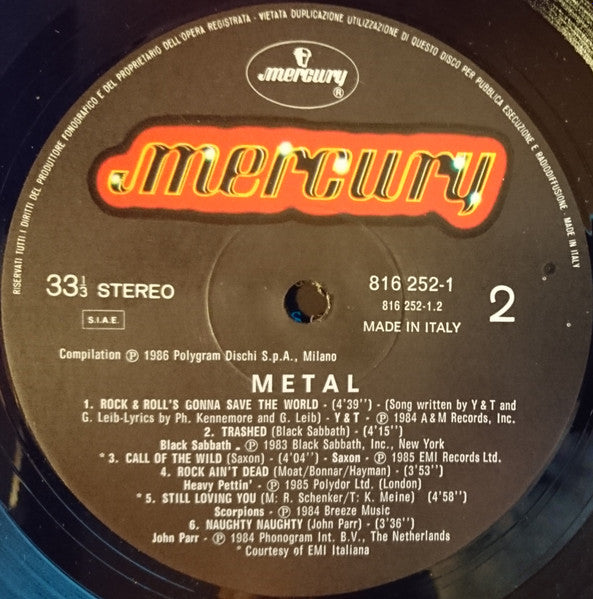 RISERVATI TUTTI I DIRITTI DEL PRODUTTORE FONOGRAFICO E DEL PROPRIETARIO DELL'OPERA REGISTRATA - VIETATA DUPLICAZIONE UTILIZZAZIONE DI QUESTO DISCO PER PUBBLICA ESECUZIONE E RADIODIFFUSIONE. MADE IN ITALY
mercury
®
mercury
33⅓ STEREO
816 252-1
2
816 252-1.2
S.I.A.E.
MADE IN ITALY
Compilation ℗ 1986 Polygram Dischi S.p.A., Milano
METAL
1. ROCK & ROLL'S GONNA SAVE THE WORLD - (4'39'') - (Song written by Y & T and
G. Leib-Lyrics by Ph. Kennemore and G. Leib) - Y & T - ℗ 1984 A & M Records, Inc.
2. TRASHED (Black Sabbath) - (4'15'')
Black Sabbath - ℗ 1983 Black Sabbath, Inc., New York
* 3. CALL OF THE WILD (Saxon) - (4'04'') - Saxon - ℗ 1985 EMI Records Ltd.
4. ROCK AIN'T DEAD (Moat/Bonnar/Hayman) - (3'53'')
Heavy Pettin' - ℗ 1985 Polydor Ltd. (London)
* 5. STILL LOVING YOU (M: R. Schenker/T: K. Meine) (4'58'')
Scorpions - ℗ 1984 Breeze Music
6. NAUGHTY NAUGHTY (John Parr) - (3'36'')
John Parr - ℗ 1984 Phonogram Int. B.V., The Netherlands
* Courtesy of EMI Italiana